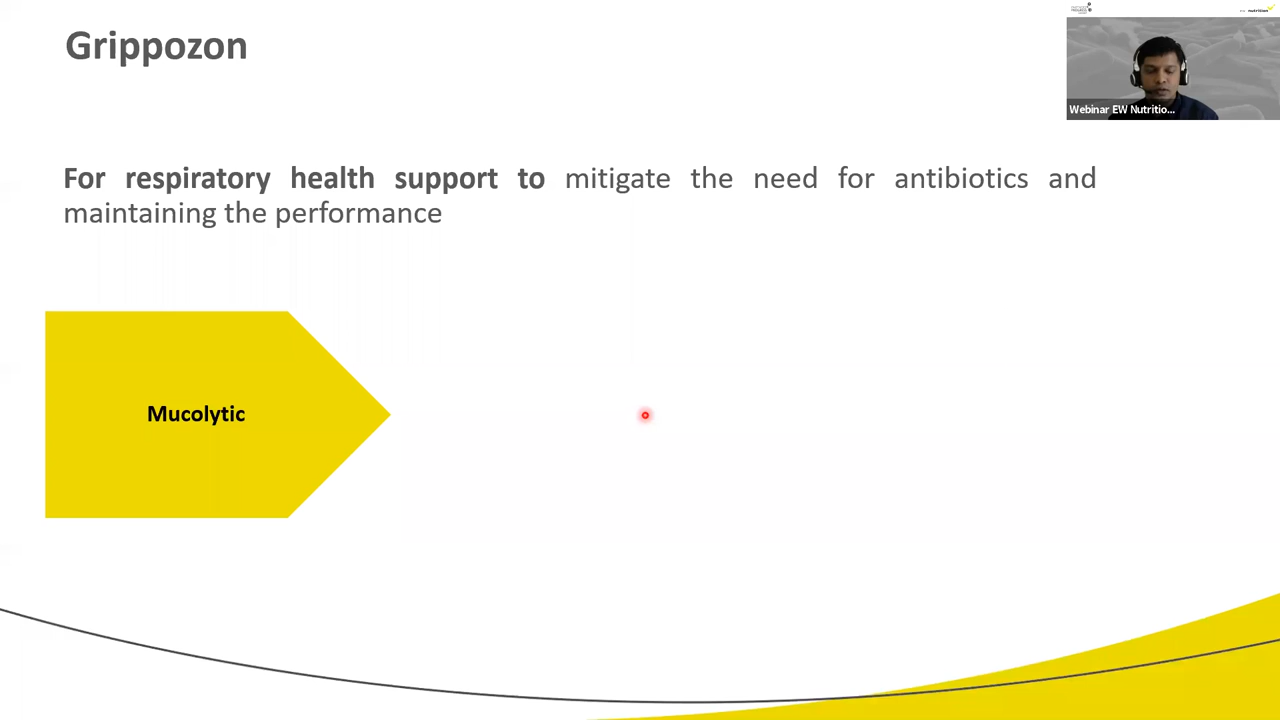 Grippozon
nutrition
Webinar EW Nutritio...
For respiratory health support to mitigate the need for antibiotics and
maintaining the performance
Mucolytic